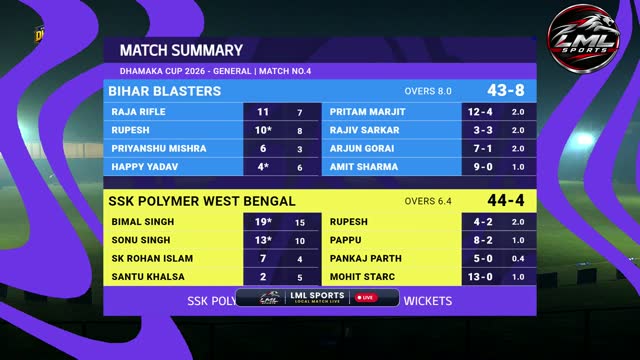 MATCH SUMMARY
LML
SPORTS
DHAMAKA CUP 2026 - GENERAL | MATCH NO.4
BIHAR BLASTERS OVERS 8.0 43-8
RAJA RIFLE 11 7 PRITAM MARJIT 12-4 2.0
RUPESH 10* 8 RAJIV SARKAR 3-3 2.0
PRIYANSHU MISHRA 6 3 ARJUN GORAI 7-1 2.0
HAPPY YADAV 4* 6 AMIT SHARMA 9-0 1.0
SSK POLYMER WEST BENGAL OVERS 6.4 44-4
BIMAL SINGH 19* 15 RUPESH 4-2 2.0
SONU SINGH 13* 10 PAPPU 8-2 1.0
SK ROHAN ISLAM 7 4 PANKAJ PARTH 5-0 0.4
SANTU KHALSA 2 5 MOHIT STARC 13-0 1.0
SSK POLY WICKETS
LML SPORTS
LOCAL MATCH LIVE
LIVE